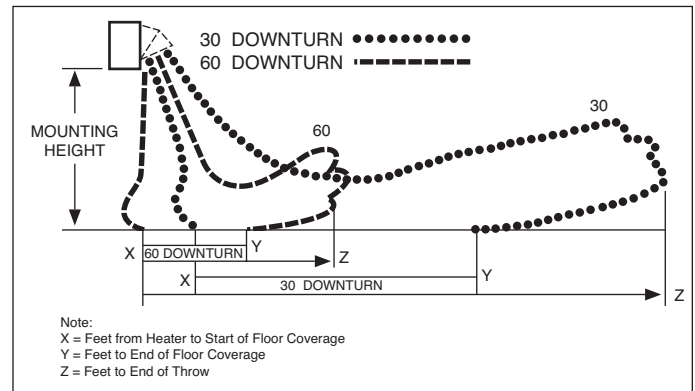 30 DOWNTURN
60 DOWNTURN
MOUNTING
HEIGHT
60
30
X
60 DOWNTURN
Y
Z
X
30 DOWNTURN
Y
Z
Note:
X = Feet from Heater to Start of Floor Coverage
Y = Feet to End of Floor Coverage
Z = Feet to End of Throw